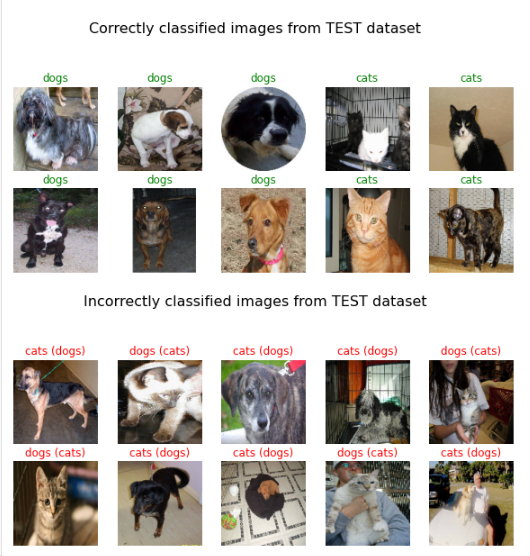 Correctly classified images from TEST dataset
dogs dogs dogs cats cats
dogs dogs dogs cats cats
Incorrectly classified images from TEST dataset
cats (dogs) dogs (cats) cats (dogs) cats (dogs) dogs (cats)
dogs (cats) cats (dogs) cats (dogs) dogs (cats) cats (dogs)